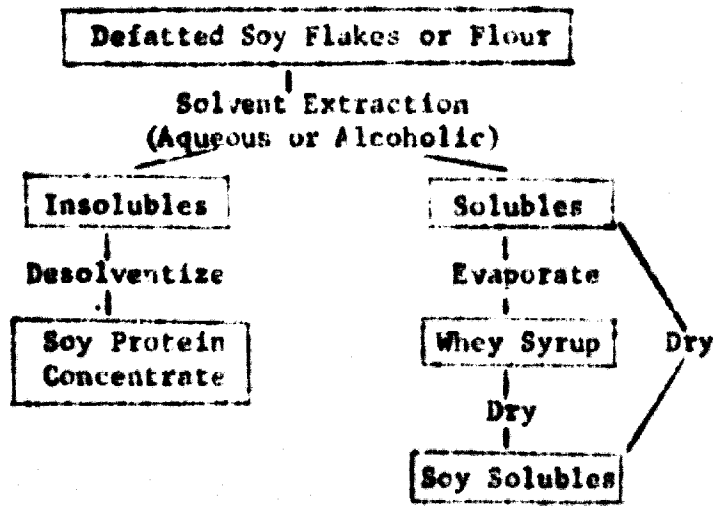 Defatted Soy Flakes or Flour
Solvent Extraction
(Aqueous or Alcoholic)
Insolubles
Solubles
Desolventize
Evaporate
Soy Protein
Concentrate
Whey Syrup
Dry
Dry
Soy Solubles